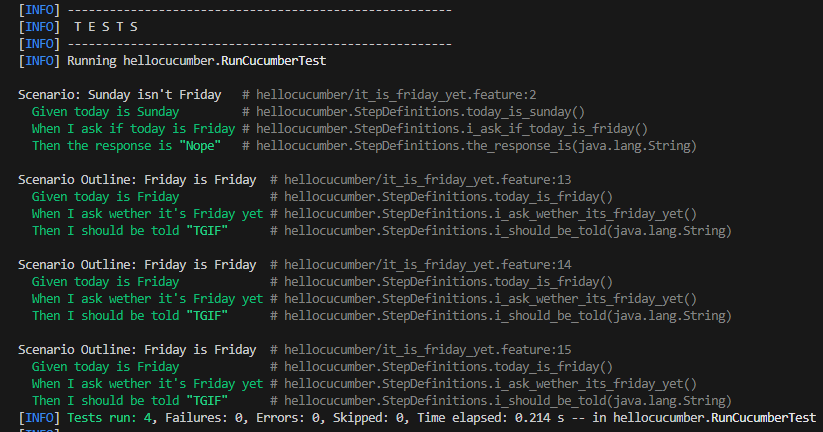 [INFO] -------------------------------------------------------
[INFO]  T E S T S
[INFO] -------------------------------------------------------
[INFO] Running hellocucumber.RunCucumberTest
Scenario: Sunday isn't Friday   # hellocucumber/it_is_friday_yet.feature:2
  Given today is Sunday         # hellocucumber.StepDefinitions.today_is_sunday()
  When I ask if today is Friday # hellocucumber.StepDefinitions.i_ask_if_today_is_friday()
  Then the response is "Nope"   # hellocucumber.StepDefinitions.the_response_is(java.lang.String)
Scenario Outline: Friday is Friday  # hellocucumber/it_is_friday_yet.feature:13
  Given today is Friday             # hellocucumber.StepDefinitions.today_is_friday()
  When I ask wether it's Friday yet # hellocucumber.StepDefinitions.i_ask_wether_its_friday_yet()
  Then I should be told "TGIF"      # hellocucumber.StepDefinitions.i_should_be_told(java.lang.String)
Scenario Outline: Friday is Friday  # hellocucumber/it_is_friday_yet.feature:14
  Given today is Friday             # hellocucumber.StepDefinitions.today_is_friday()
  When I ask wether it's Friday yet # hellocucumber.StepDefinitions.i_ask_wether_its_friday_yet()
  Then I should be told "TGIF"      # hellocucumber.StepDefinitions.i_should_be_told(java.lang.String)
Scenario Outline: Friday is Friday  # hellocucumber/it_is_friday_yet.feature:15
  Given today is Friday             # hellocucumber.StepDefinitions.today_is_friday()
  When I ask wether it's Friday yet # hellocucumber.StepDefinitions.i_ask_wether_its_friday_yet()
  Then I should be told "TGIF"      # hellocucumber.StepDefinitions.i_should_be_told(java.lang.String)
[INFO] Tests run: 4, Failures: 0, Errors: 0, Skipped: 0, Time elapsed: 0.214 s -- in hellocucumber.RunCucumberTest